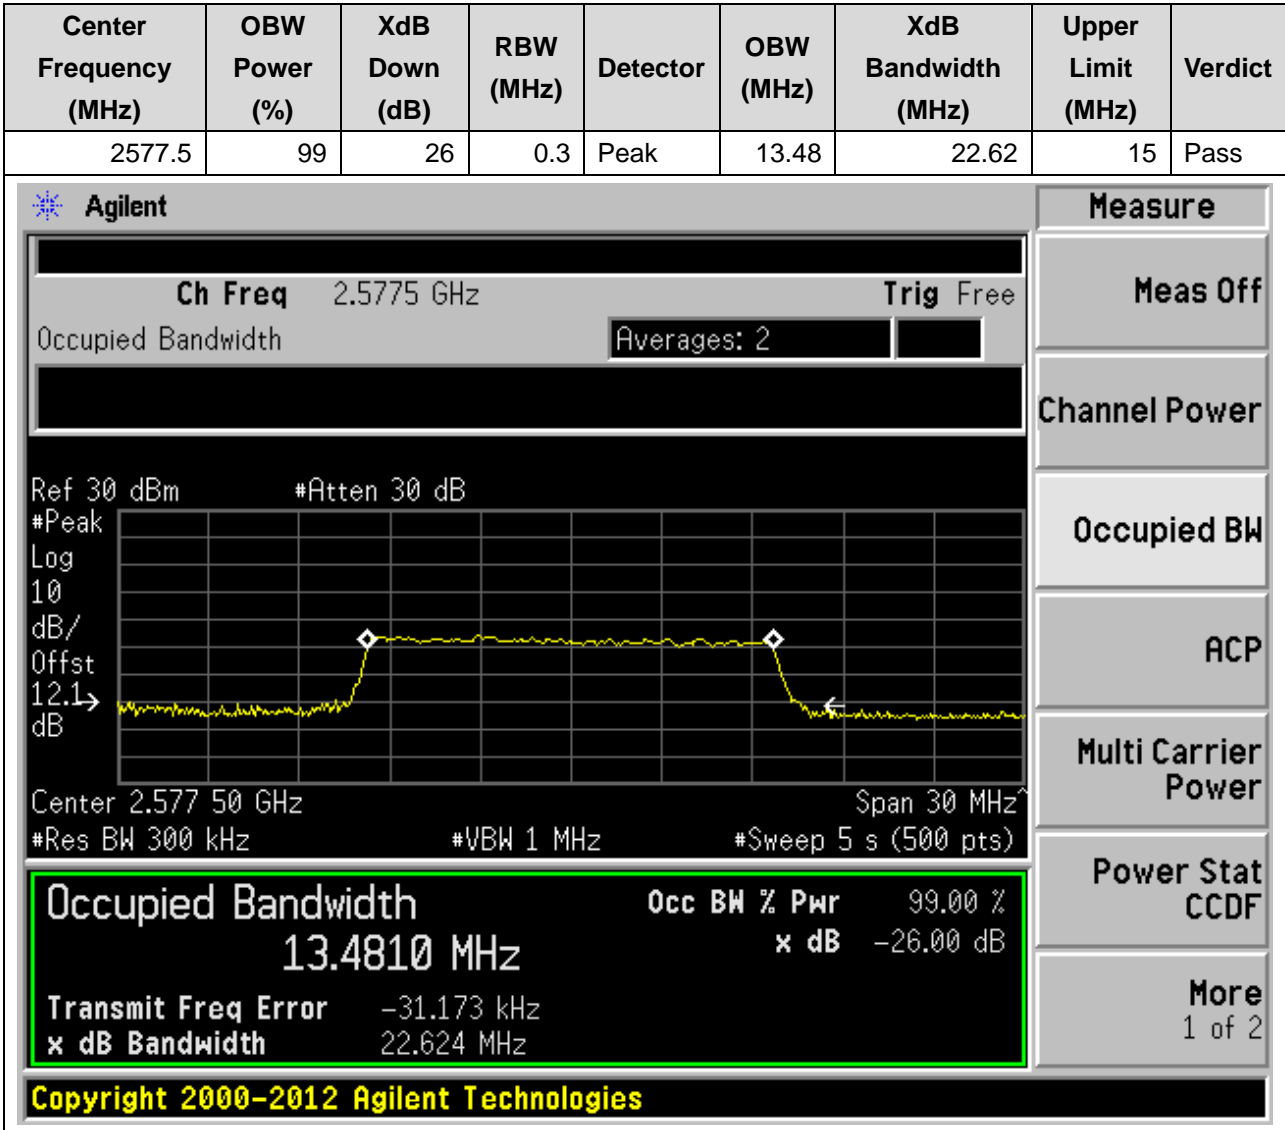 Center Frequency (MHz) OBW Power (%) XdB Down (dB) RBW (MHz) Detector OBW (MHz) XdB Bandwidth (MHz) Upper Limit (MHz) Verdict
2577.5 99 26 0.3 Peak 13.48 22.62 15 Pass
Agilent
Measure
Ch Freq 2.5775 GHz Trig Free
Meas Off
Occupied Bandwidth Averages: 2
Channel Power
Ref 30 dBm #Atten 30 dB
#Peak
Log
10
dB/
Offst
12.1
dB
Occupied BW
ACP
Center 2.577 50 GHz Span 30 MHz^
#Res BW 300 kHz #VBW 1 MHz #Sweep 5 s (500 pts)
Multi Carrier
Power
Occupied Bandwidth Occ BW % Pwr 99.00 %
13.4810 MHz x dB -26.00 dB
Power Stat
CCDF
Transmit Freq Error -31.173 kHz
x dB Bandwidth 22.624 MHz
More
1 of 2
Copyright 2000-2012 Agilent Technologies